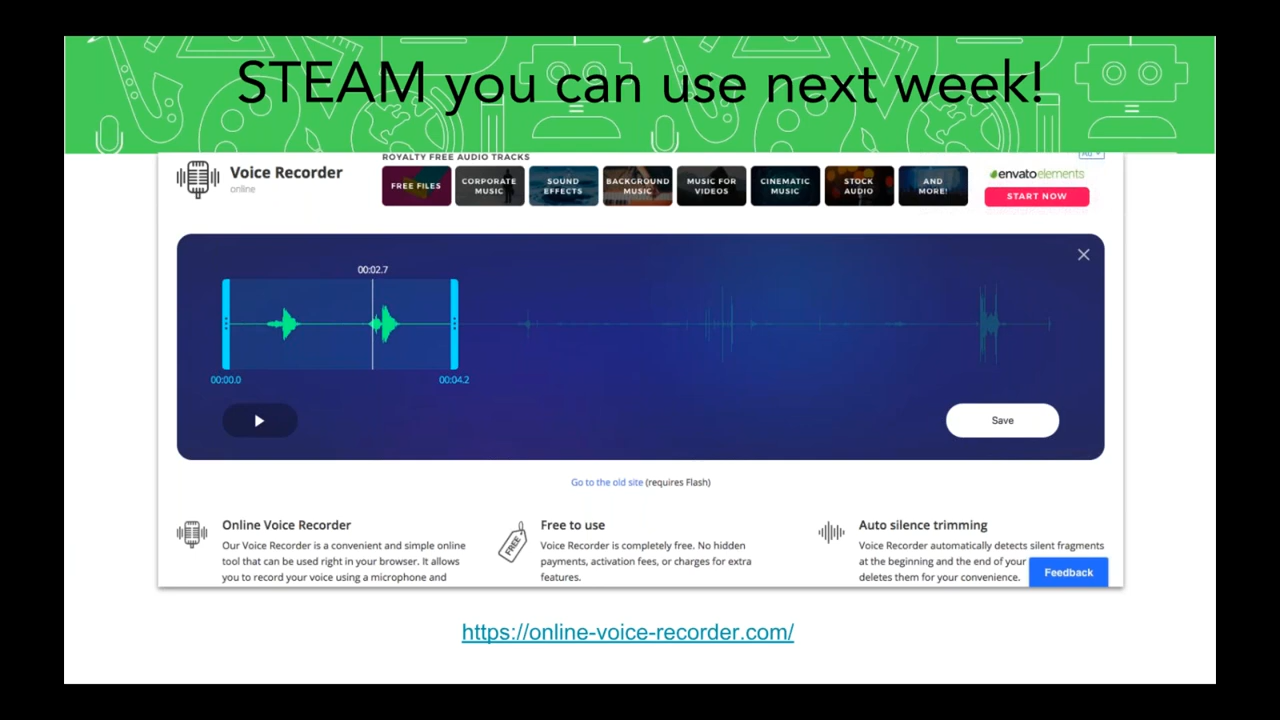 STEAM you can use next week!
ROYALTY FREE AUDIO TRACKS
Voice Recorder
online
FREE FILES
CORPORATE
MUSIC
SOUND
EFFECTS
BACKGROUND
MUSIC
MUSIC FOR
VIDEOS
CINEMATIC
MUSIC
STOCK
AUDIO
AND
MORE!
envatoelements
START NOW
00:02.7
00:00.0
00:04.2
Save
Go to the old site (requires Flash)
Online Voice Recorder
Our Voice Recorder is a convenient and simple online
tool that can be used right in your browser. It allows
you to record your voice using a microphone and
Free to use
Voice Recorder is completely free. No hidden
payments, activation fees, or charges for extra
features.
FREE
Auto silence trimming
Voice Recorder automatically detects silent fragments
at the beginning and the end of your
deletes them for your convenience.
Feedback
https://online-voice-recorder.com/